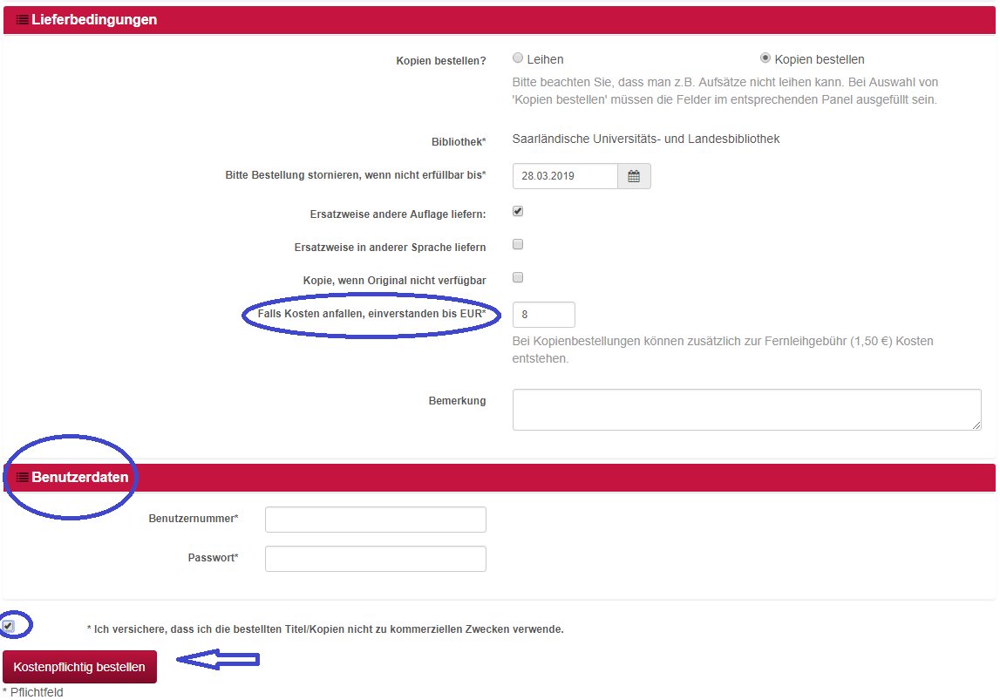 Lieferbedingungen
Kopien bestellen?
Leihen
Kopien bestellen
Bitte beachten Sie, dass man z.B. Aufsätze nicht leihen kann. Bei Auswahl von
'Kopien bestellen' müssen die Felder im entsprechenden Panel ausgefüllt sein.
Bibliothek*
Saarländische Universitäts- und Landesbibliothek
Bitte Bestellung stornieren, wenn nicht erfüllbar bis*
28.03.2019
Ersatzweise andere Auflage liefern:
Ersatzweise in anderer Sprache liefern
Kopie, wenn Original nicht verfügbar
Falls Kosten anfallen, einverstanden bis EUR*
8
Bei Kopienbestellungen können zusätzlich zur Fernleihgebühr (1,50 €) Kosten
entstehen.
Bemerkung
Benutzerdaten
Benutzernummer*
Passwort*
* Ich versichere, dass ich die bestellten Titel/Kopien nicht zu kommerziellen Zwecken verwende.
Kostenpflichtig bestellen
* Pflichtfeld